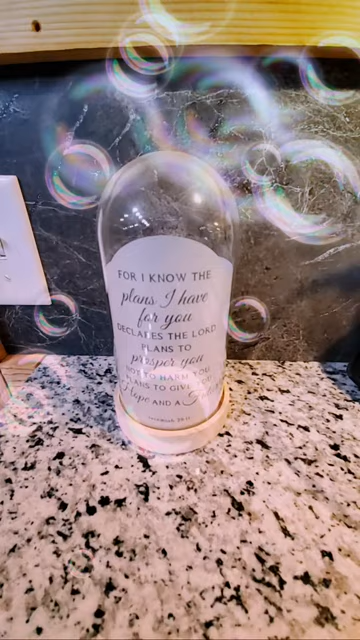 FOR I KNOW THE
plans I have
for you
DECLARES THE LORD
PLANS TO
prosper you
NOT TO HARM YOU
PLANS TO GIVE YOU
Hope AND A